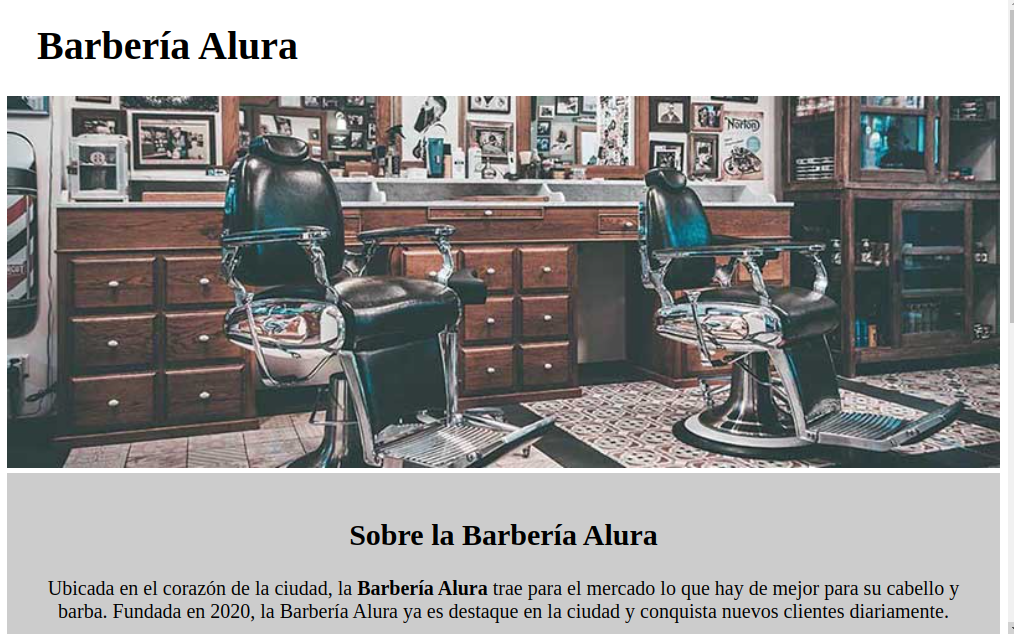 Barbería Alura
Norton
Sobre la Barbería Alura
Ubicada en el corazón de la ciudad, la Barbería Alura trae para el mercado lo que hay de mejor para su cabello y
barba. Fundada en 2020, la Barbería Alura ya es destaque en la ciudad y conquista nuevos clientes diariamente.